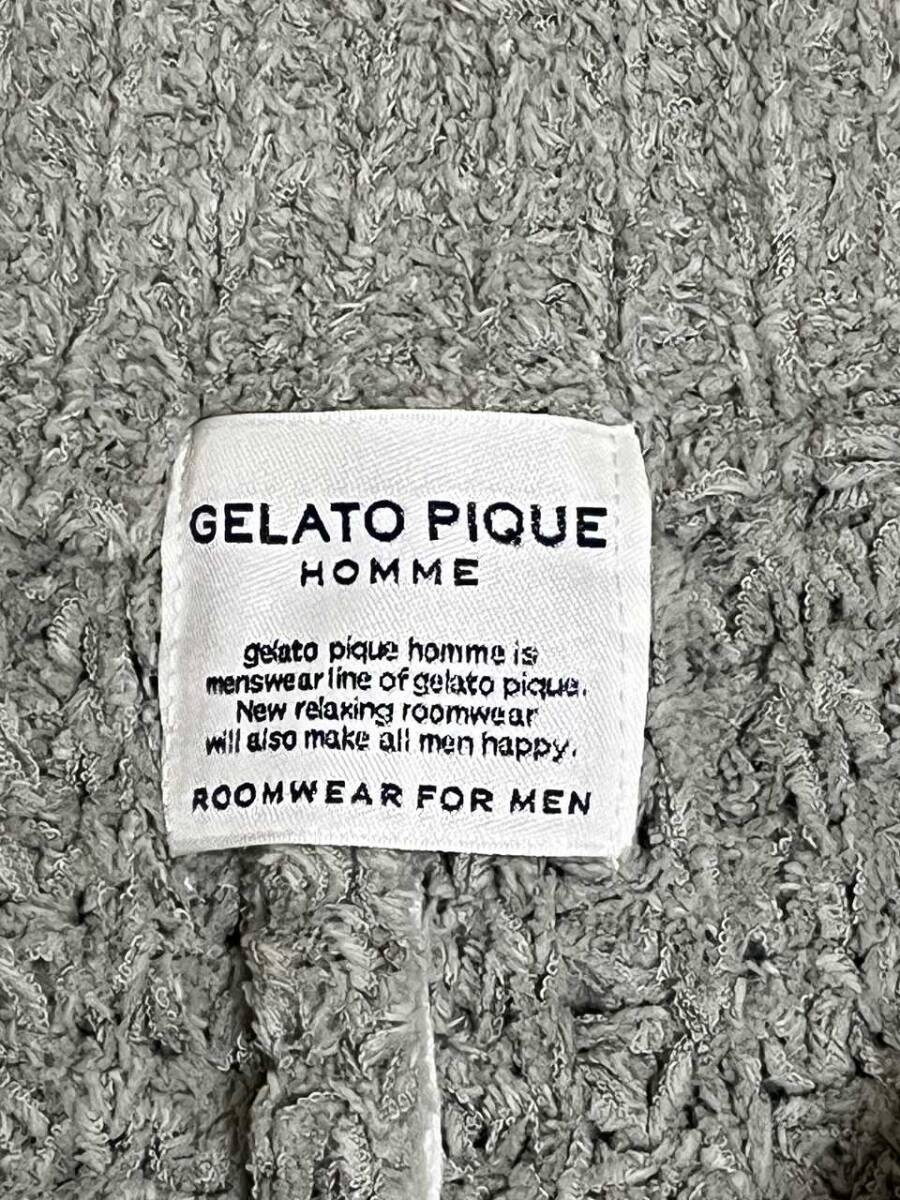 GELATO PIQUE
HOMME
gelato pique homme is
menswear line of gelato pique.
New relaxing roomwear
will also make all men happy.
ROOMWEAR FOR MEN